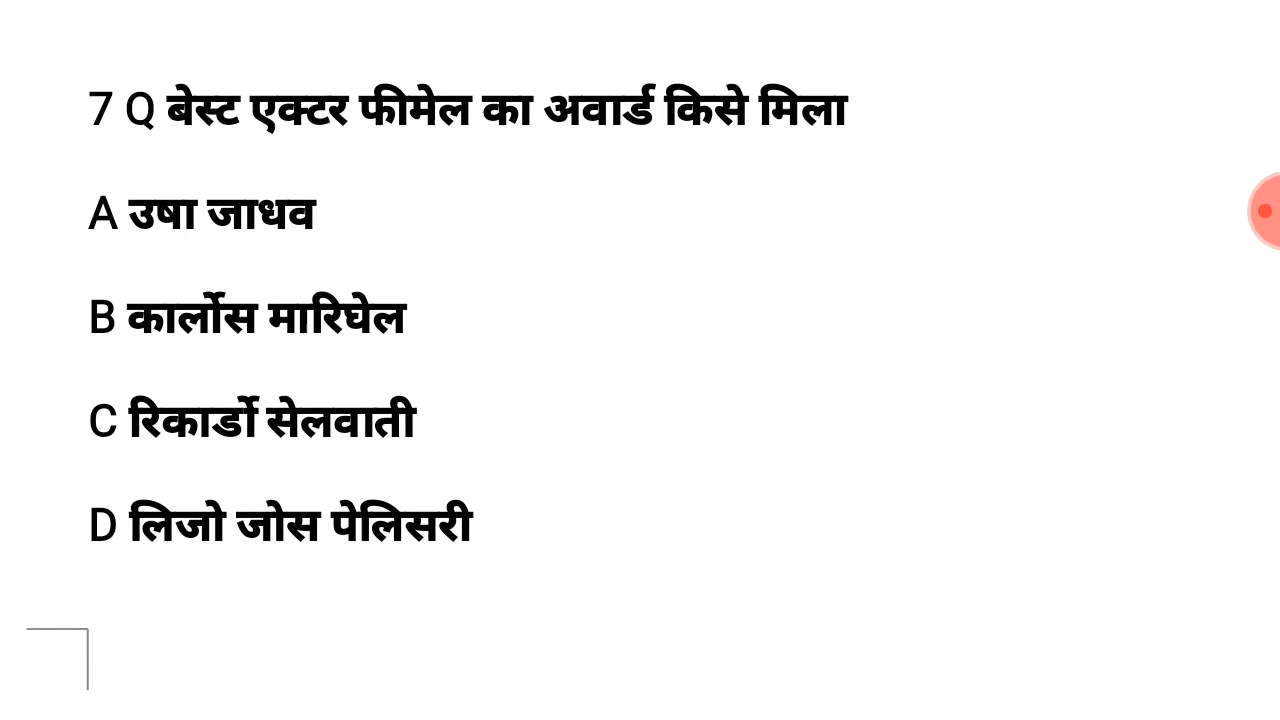 7 Q बेस्ट एक्टर फीमेल का अवार्ड किसे मिला
A उषा जाधव
B कार्लोस मारिघेल
C रिकार्डो सेलवाती
D लिजो जोस पेलिसरी